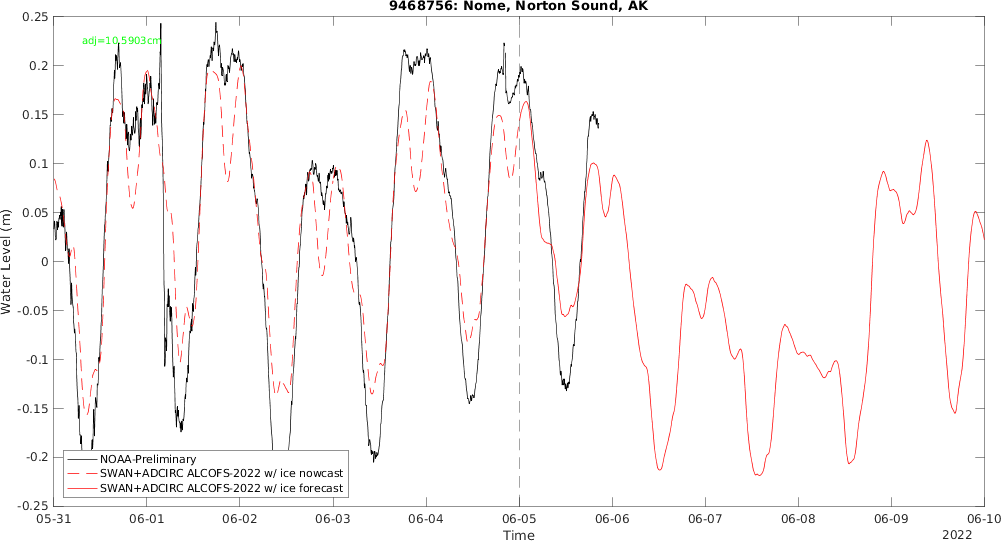 9468756: Nome, Norton Sound, AK
adj=10.5903cm
Water Level (m)
0.25
0.2
0.15
0.1
0.05
0
-0.05
-0.1
-0.15
-0.2
-0.25
NOAA-Preliminary
SWAN+ADCIRC ALCOFS-2022 w/ ice nowcast
SWAN+ADCIRC ALCOFS-2022 w/ ice forecast
05-31 06-01 06-02 06-03 06-04 06-05 06-06 06-07 06-08 06-09 06-10
Time
2022